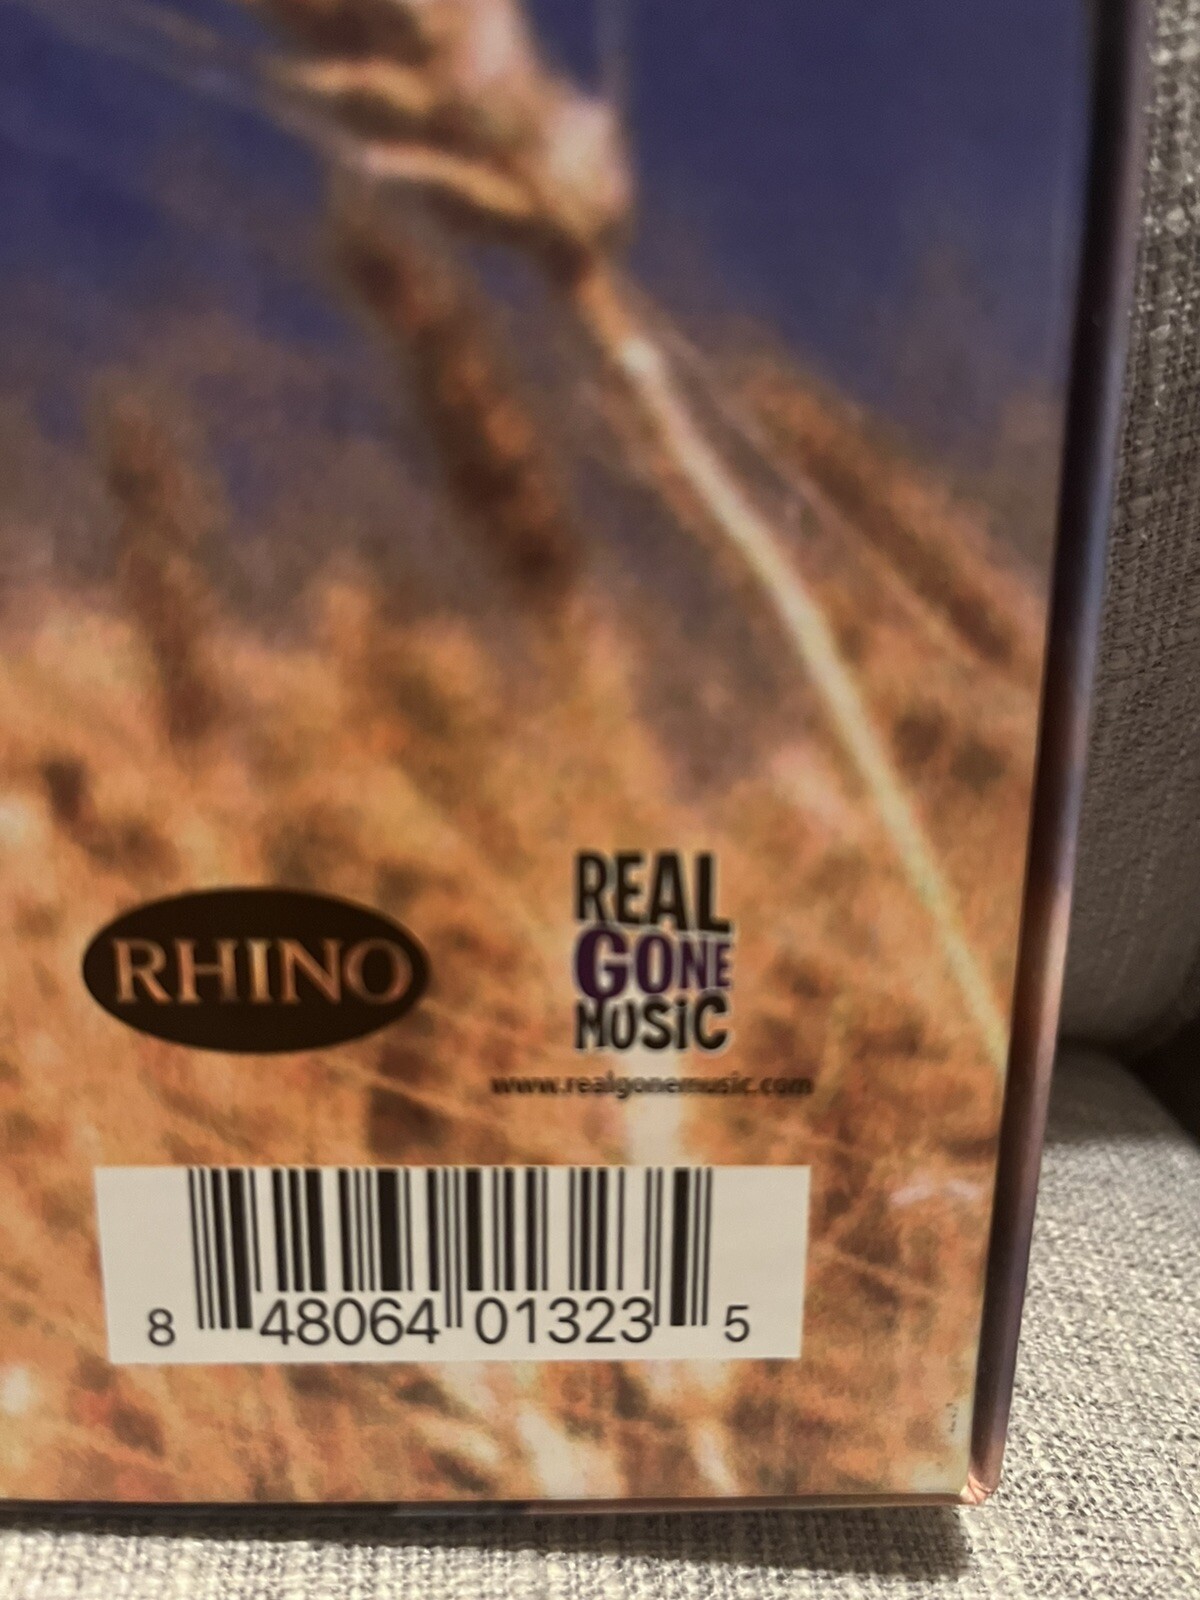 RHINO
REAL
GONE
MUSIC
www.realgonemusic.com
8 48064 01323 5